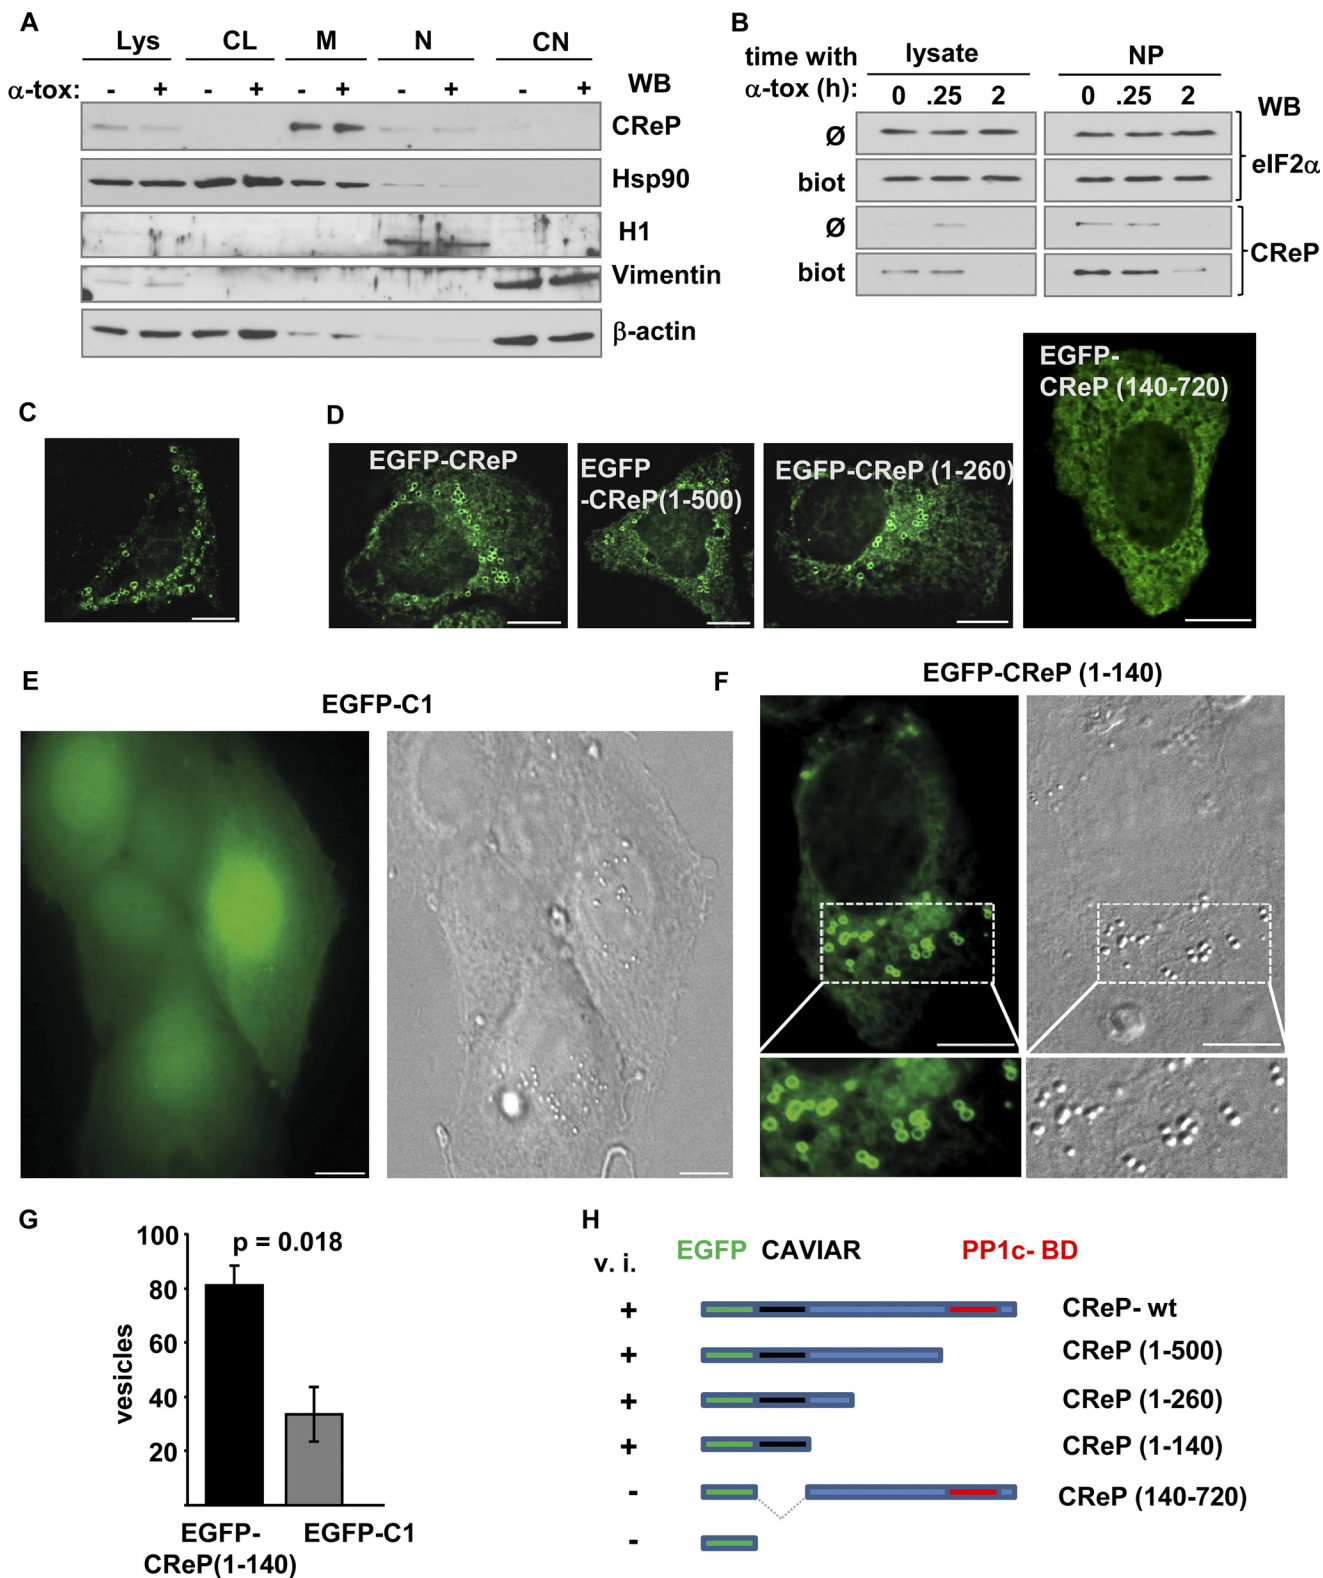 A
Lys CL M N CN
α-tox: - + - + - + - + - + WB
CReP
Hsp90
H1
Vimentin
β-actin
B
time with lysate NP
α-tox (h): 0 .25 2 0 .25 2 WB
Ø
biot
eIF2α
Ø
biot
CReP
C
D
EGFP-CReP
EGFP
-CReP(1-500)
EGFP-CReP (1-260)
EGFP-
CReP (140-720)
E
EGFP-C1
F
EGFP-CReP (1-140)
G
100
80
60
40
20
vesicles
p = 0.018
EGFP-
CReP(1-140)
EGFP-C1
H
v. i.
EGFP CAVIAR PP1c- BD
+ CReP- wt
+ CReP (1-500)
+ CReP (1-260)
+ CReP (1-140)
- CReP (140-720)
-